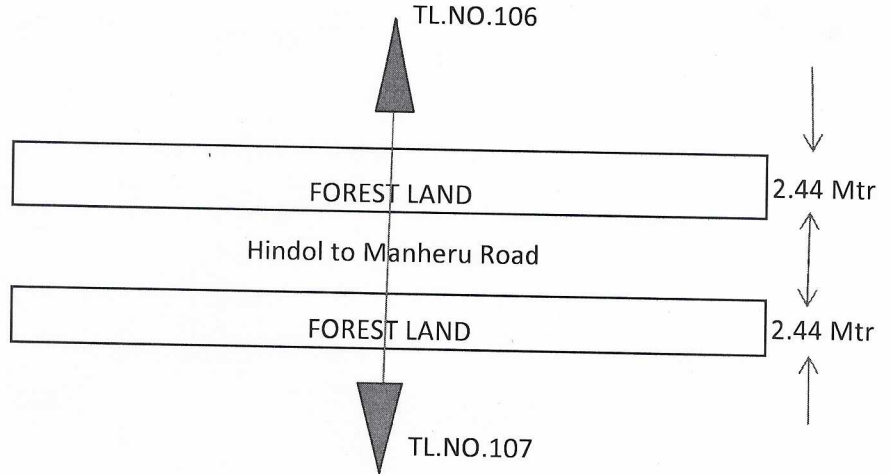 TL.NO.106
FOREST LAND
2.44 Mtr
Hindol to Manheru Road
FOREST LAND
2.44 Mtr
TL.NO.107